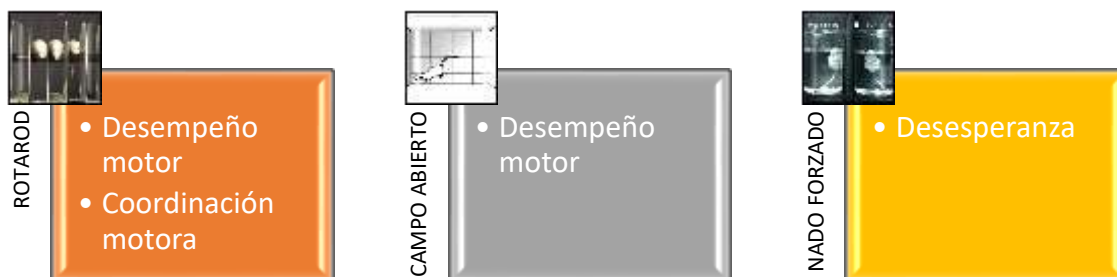 ROTAROD
• Desempeño
motor
• Coordinación
motora
CAMPO ABIERTO
• Desempeño
motor
NADO FORZADO
• Desesperanza